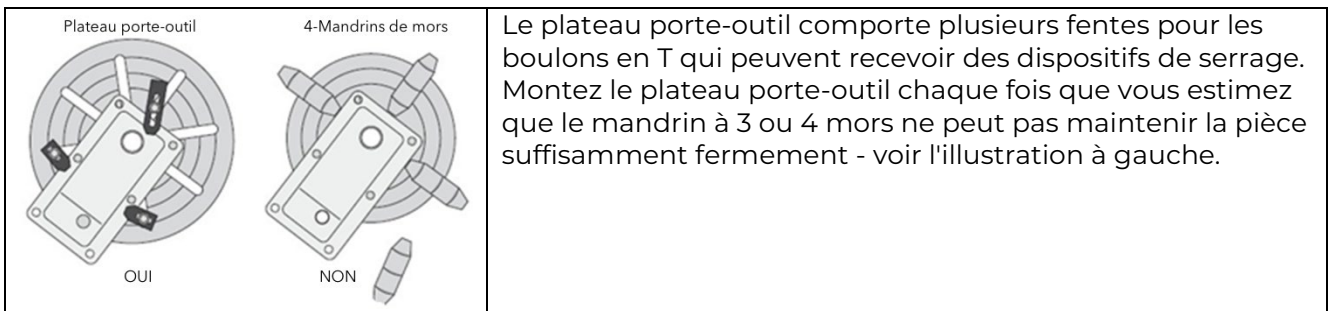 Plateau porte-outil
4-Mandrins de mors
OUI
NON
Le plateau porte-outil comporte plusieurs fentes pour les
boulons en T qui peuvent recevoir des dispositifs de serrage.
Montez le plateau porte-outil chaque fois que vous estimez
que le mandrin à 3 ou 4 mors ne peut pas maintenir la pièce
suffisamment fermement - voir l'illustration à gauche.